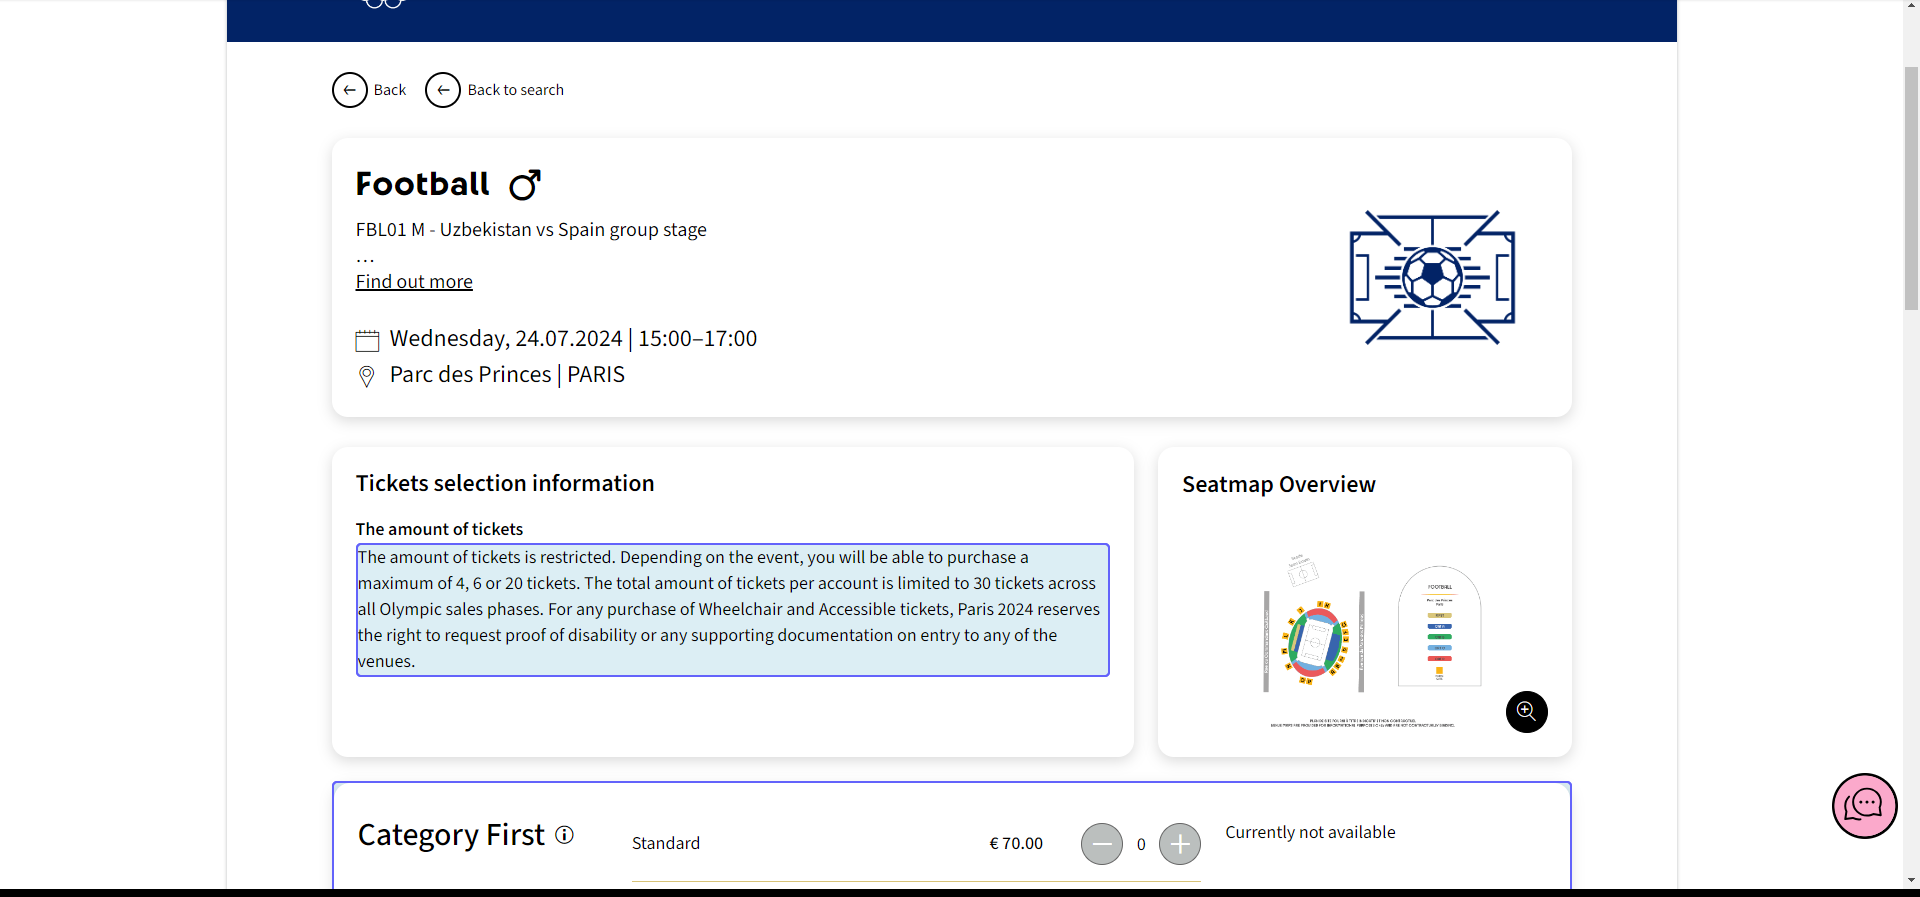 Back
Back to search
Football
FBL01 M - Uzbekistan vs Spain group stage
...
Find out more
Wednesday, 24.07.2024 | 15:00–17:00
Parc des Princes | PARIS
Tickets selection information
The amount of tickets
The amount of tickets is restricted. Depending on the event, you will be able to purchase a
maximum of 4, 6 or 20 tickets. The total amount of tickets per account is limited to 30 tickets across
all Olympic sales phases. For any purchase of Wheelchair and Accessible tickets, Paris 2024 reserves
the right to request proof of disability or any supporting documentation on entry to any of the
venues.
Seatmap Overview
FOOTBALL
Category First
Standard
€ 70.00
0
Currently not available